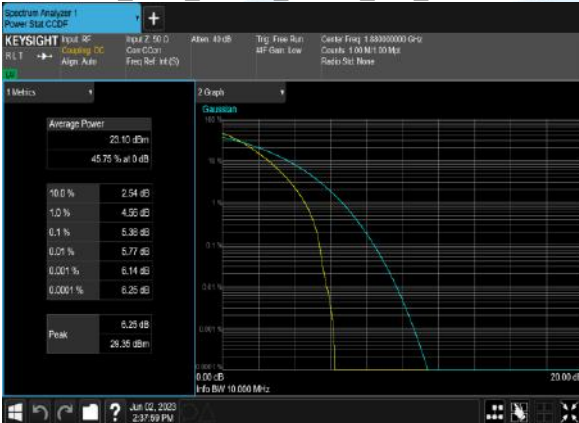 Spectrum Analyzer 1
Power Stat CCDF
+
KEYSIGHT Input: RF Input Z: 50 Ω Atten: 40 dB Trig: Free Run Center Freq: 1.880000000 GHz
RLT Coupling: DC Corr CCorr #IF Gain: Low Counts: 1.00 M/1.00 Mpt
Align: Auto Freq Ref: Int (S) Radio Std: None
1 Metrics
2 Graph
Average Power
23.10 dBm
45.75 % at 0 dB
10.0 % 2.54 dB
1.0 % 4.56 dB
0.1 % 5.38 dB
0.01 % 5.77 dB
0.001 % 6.14 dB
0.0001 % 6.25 dB
Peak
6.25 dB
29.35 dBm
Gaussian
100 %
10 %
1 %
0.1 %
0.01 %
0.001 %
0.0001 %
0.00 dB 20.00 dB
Info BW 10.000 MHz
? Jun 02, 2023
2:37:59 PM